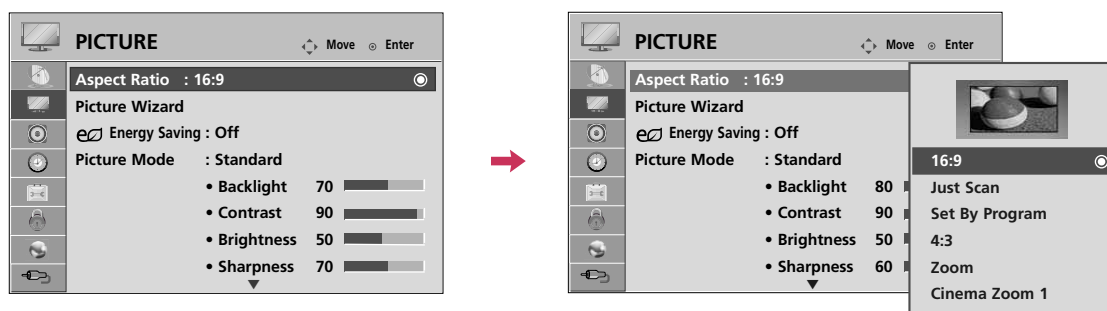 PICTURE
Move Enter
Aspect Ratio : 16:9
Picture Wizard
Energy Saving : Off
Picture Mode : Standard
• Backlight 70
• Contrast 90
• Brightness 50
• Sharpness 70
PICTURE
Move Enter
Aspect Ratio : 16:9
Picture Wizard
Energy Saving : Off
Picture Mode : Standard
• Backlight 80
• Contrast 90
• Brightness 50
• Sharpness 60
16:9
Just Scan
Set By Program
4:3
Zoom
Cinema Zoom 1